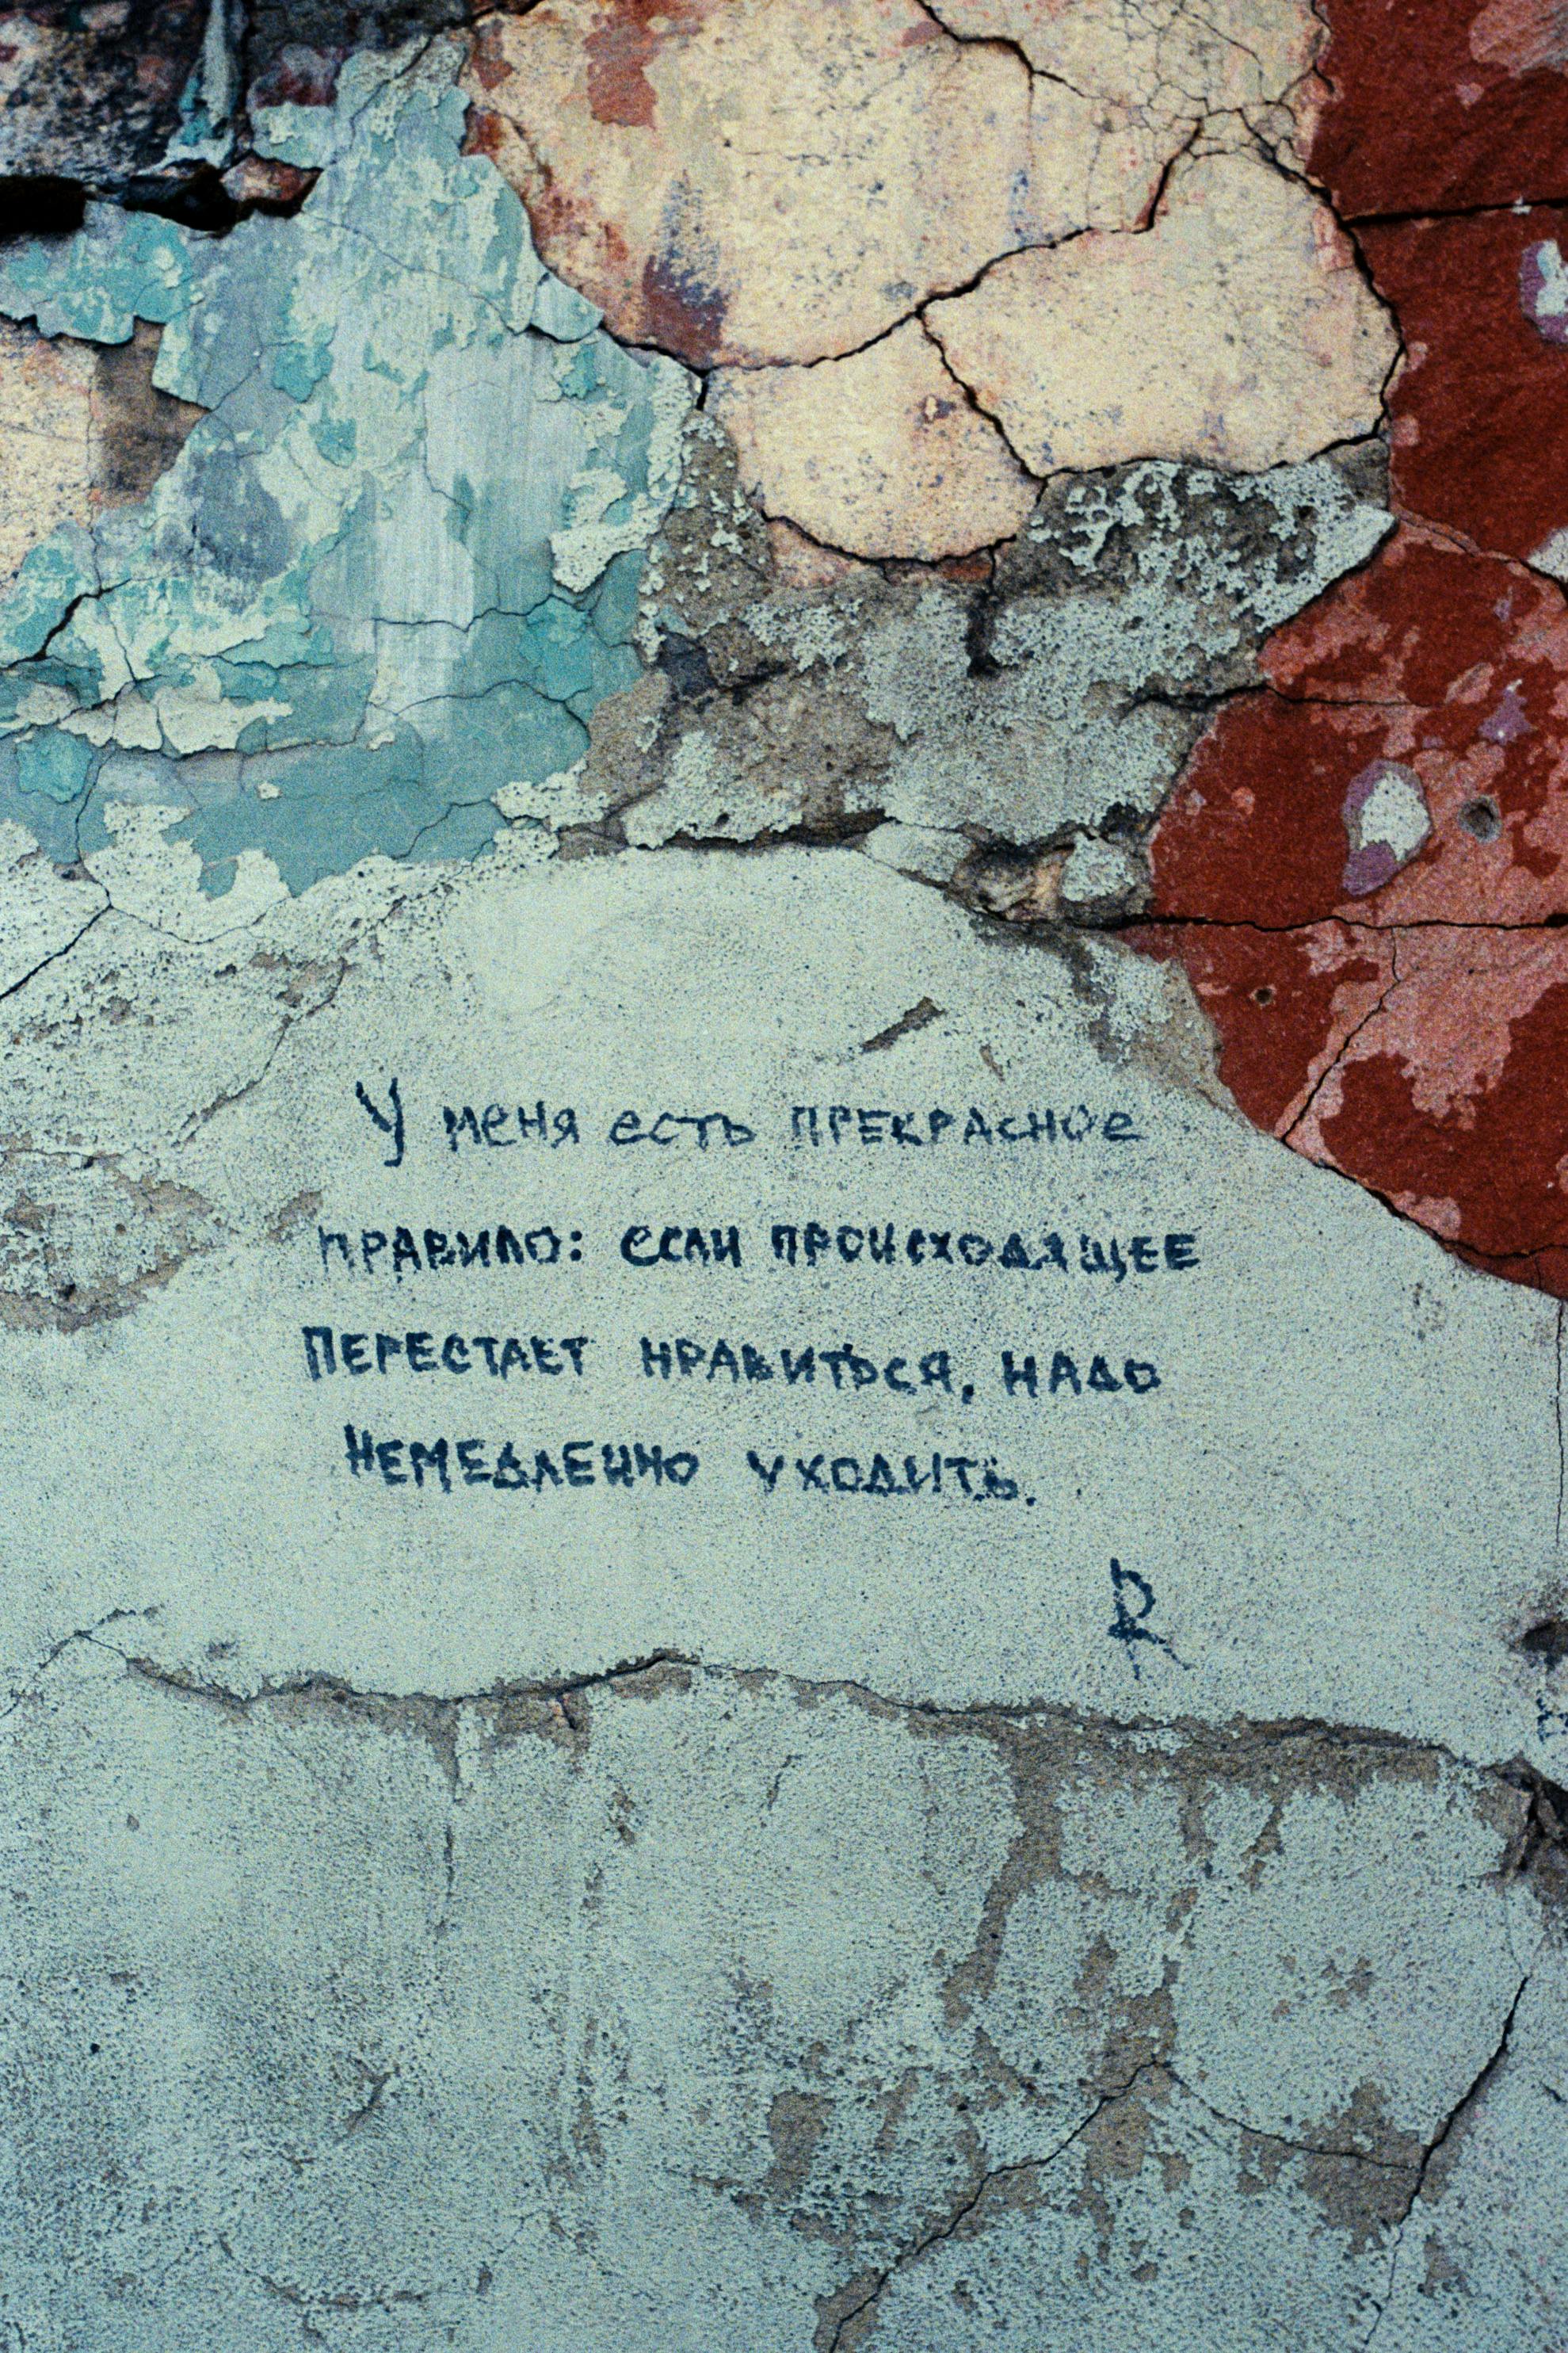 У меня есть ПРЕКРАСНОЕ
ПРАВИЛО: ЕСЛИ ПРОИСХОДЯЩЕЕ
ПЕРЕСТАЕТ НРАВИТЬСЯ, НАДО
НЕМЕДЛЕННО УХОДИТЬ.
R